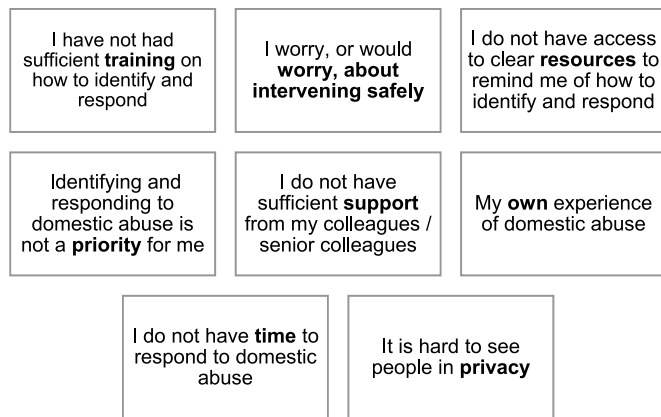 I have not had
sufficient training on
how to identify and
respond
I worry, or would
worry, about
intervening safely
I do not have access
to clear resources to
remind me of how to
identify and respond
Identifying and
responding to
domestic abuse is
not a priority for me
I do not have
sufficient support
from my colleagues /
senior colleagues
My own experience
of domestic abuse
I do not have time to
respond to domestic
abuse
It is hard to see
people in privacy